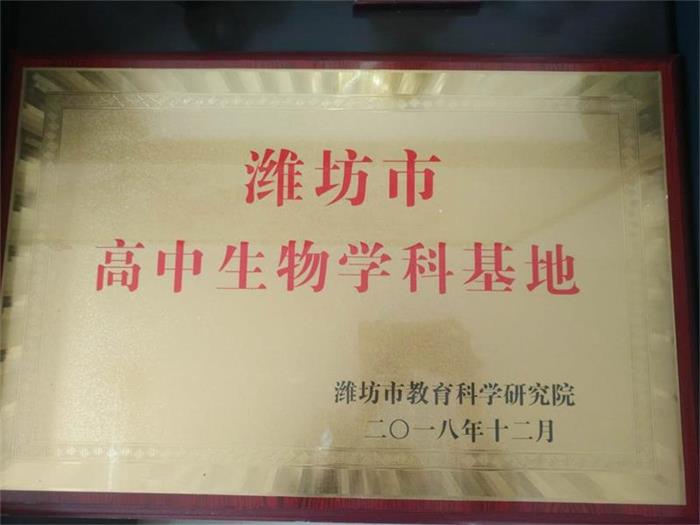 潍坊市
高中生物学科基地
潍坊市教育科学研究院
二〇一八年十二月